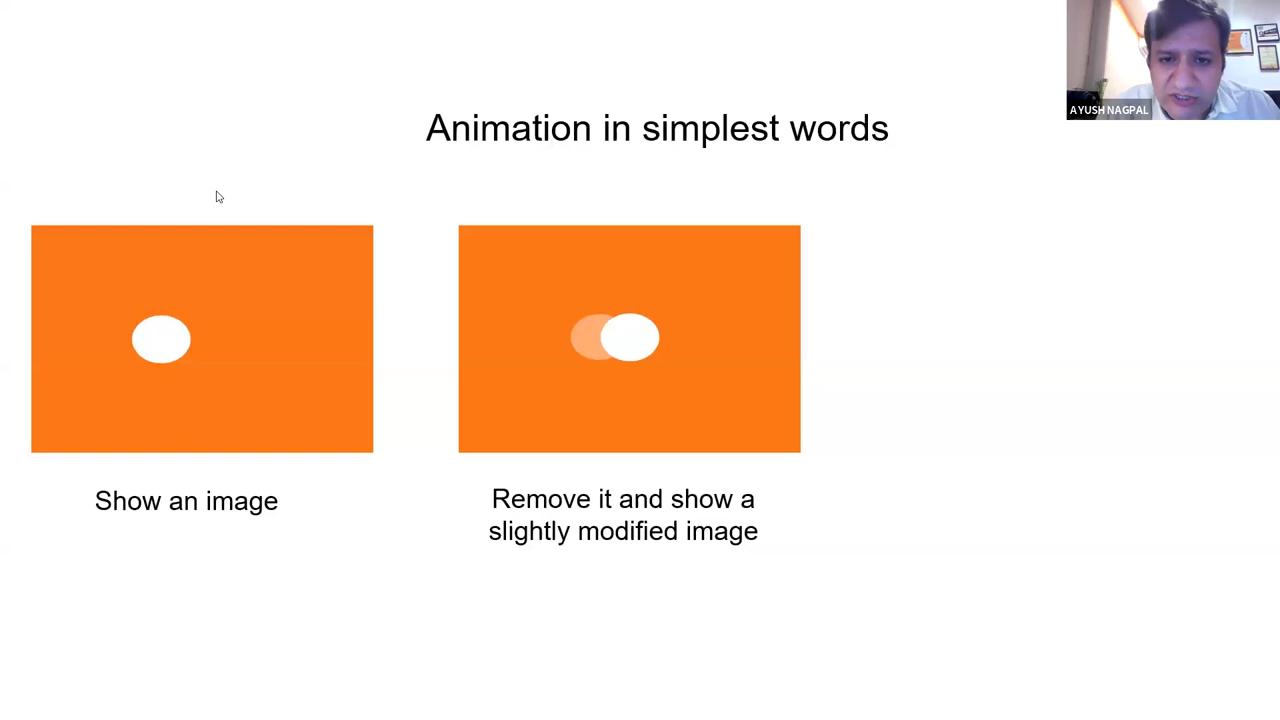 AYUSH NAGPAL
Animation in simplest words
Show an image
Remove it and show a
slightly modified image